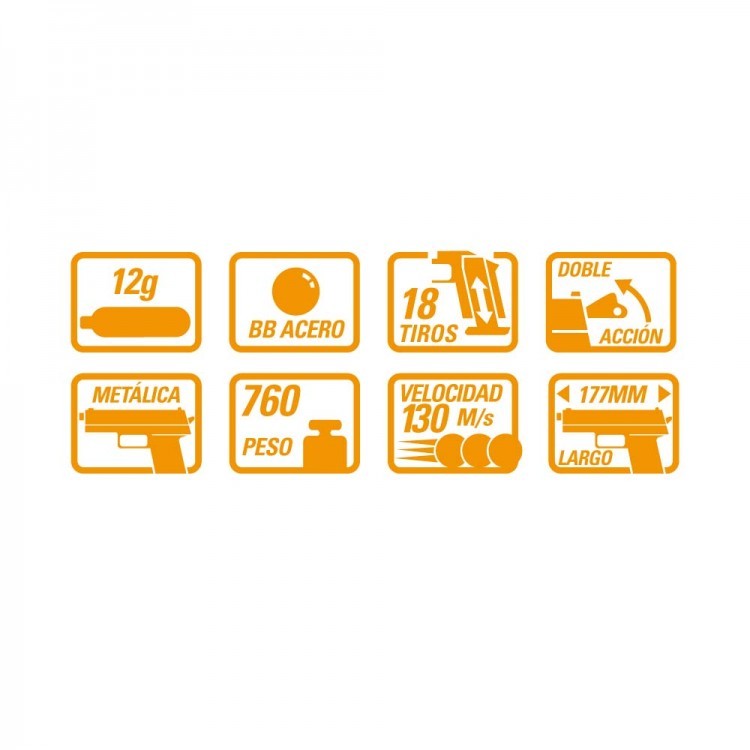 12g
BB ACERO
18
TIROS
DOBLE
ACCIÓN
METÁLICA
760
PESO
VELOCIDAD
130 M/s
177MM
LARGO